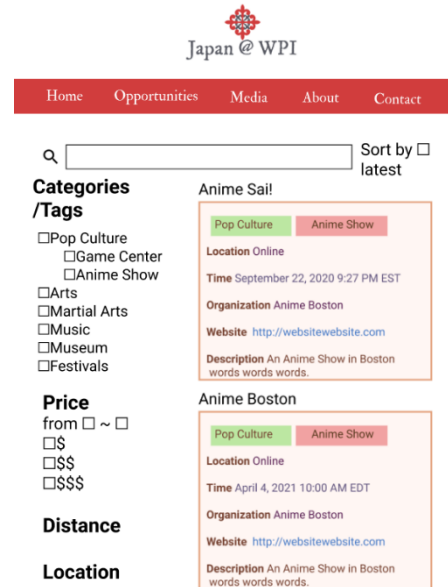 Japan @ WPI
Home Opportunities Media About Contact
Sort by ☐
latest
Categories
/Tags
☐Pop Culture
☐Game Center
☐Anime Show
☐Arts
☐Martial Arts
☐Music
☐Museum
☐Festivals
Price
from ☐ ~ ☐
☐$
☐$$
☐$$$
Distance
Location
Anime Sai!
Pop Culture Anime Show
Location Online
Time September 22, 2020 9:27 PM EST
Organization Anime Boston
Website http://websitewebsite.com
Description An Anime Show in Boston
words words words.
Anime Boston
Pop Culture Anime Show
Location Online
Time April 4, 2021 10:00 AM EDT
Organization Anime Boston
Website http://websitewebsite.com
Description An Anime Show in Boston
words words words.